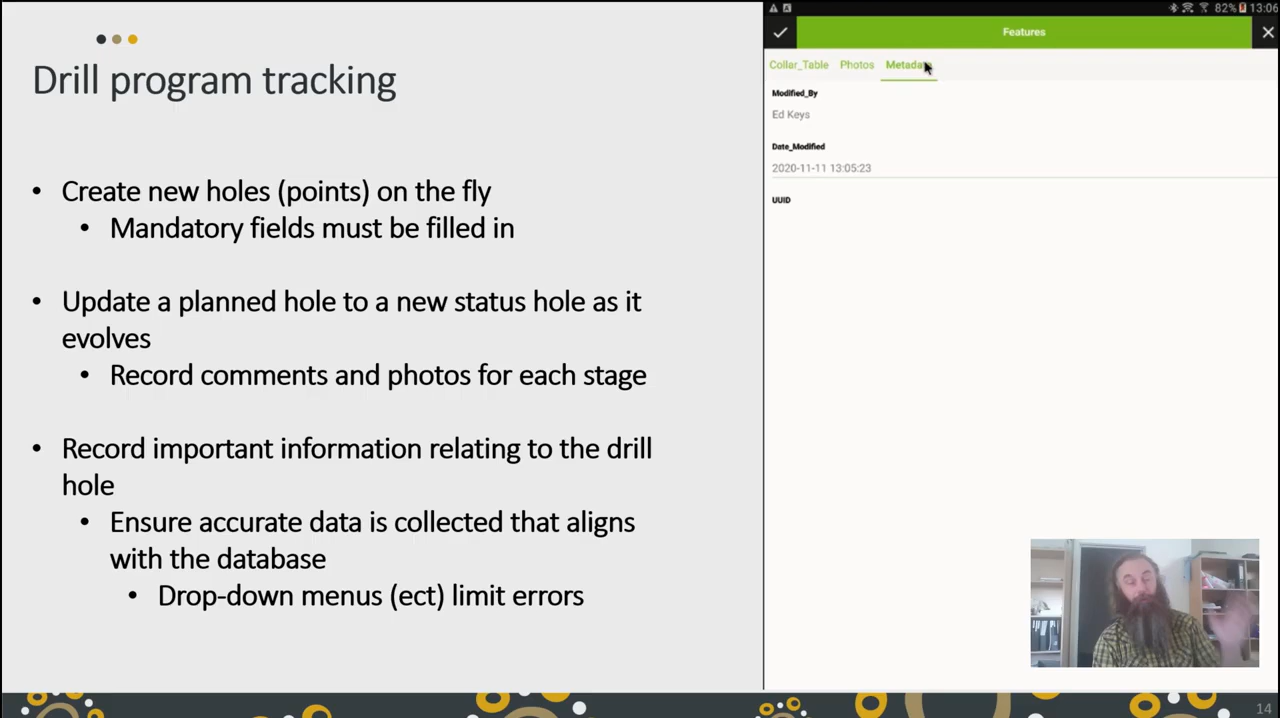 Drill program tracking
• Create new holes (points) on the fly
• Mandatory fields must be filled in
• Update a planned hole to a new status hole as it
evolves
• Record comments and photos for each stage
• Record important information relating to the drill
hole
• Ensure accurate data is collected that aligns
with the database
• Drop-down menus (ect) limit errors
82% 13:06
Features
Collar_Table Photos
Modified_By
Ed Keys
Date_Modified
2020-11-11 13:05:23
UUID
14